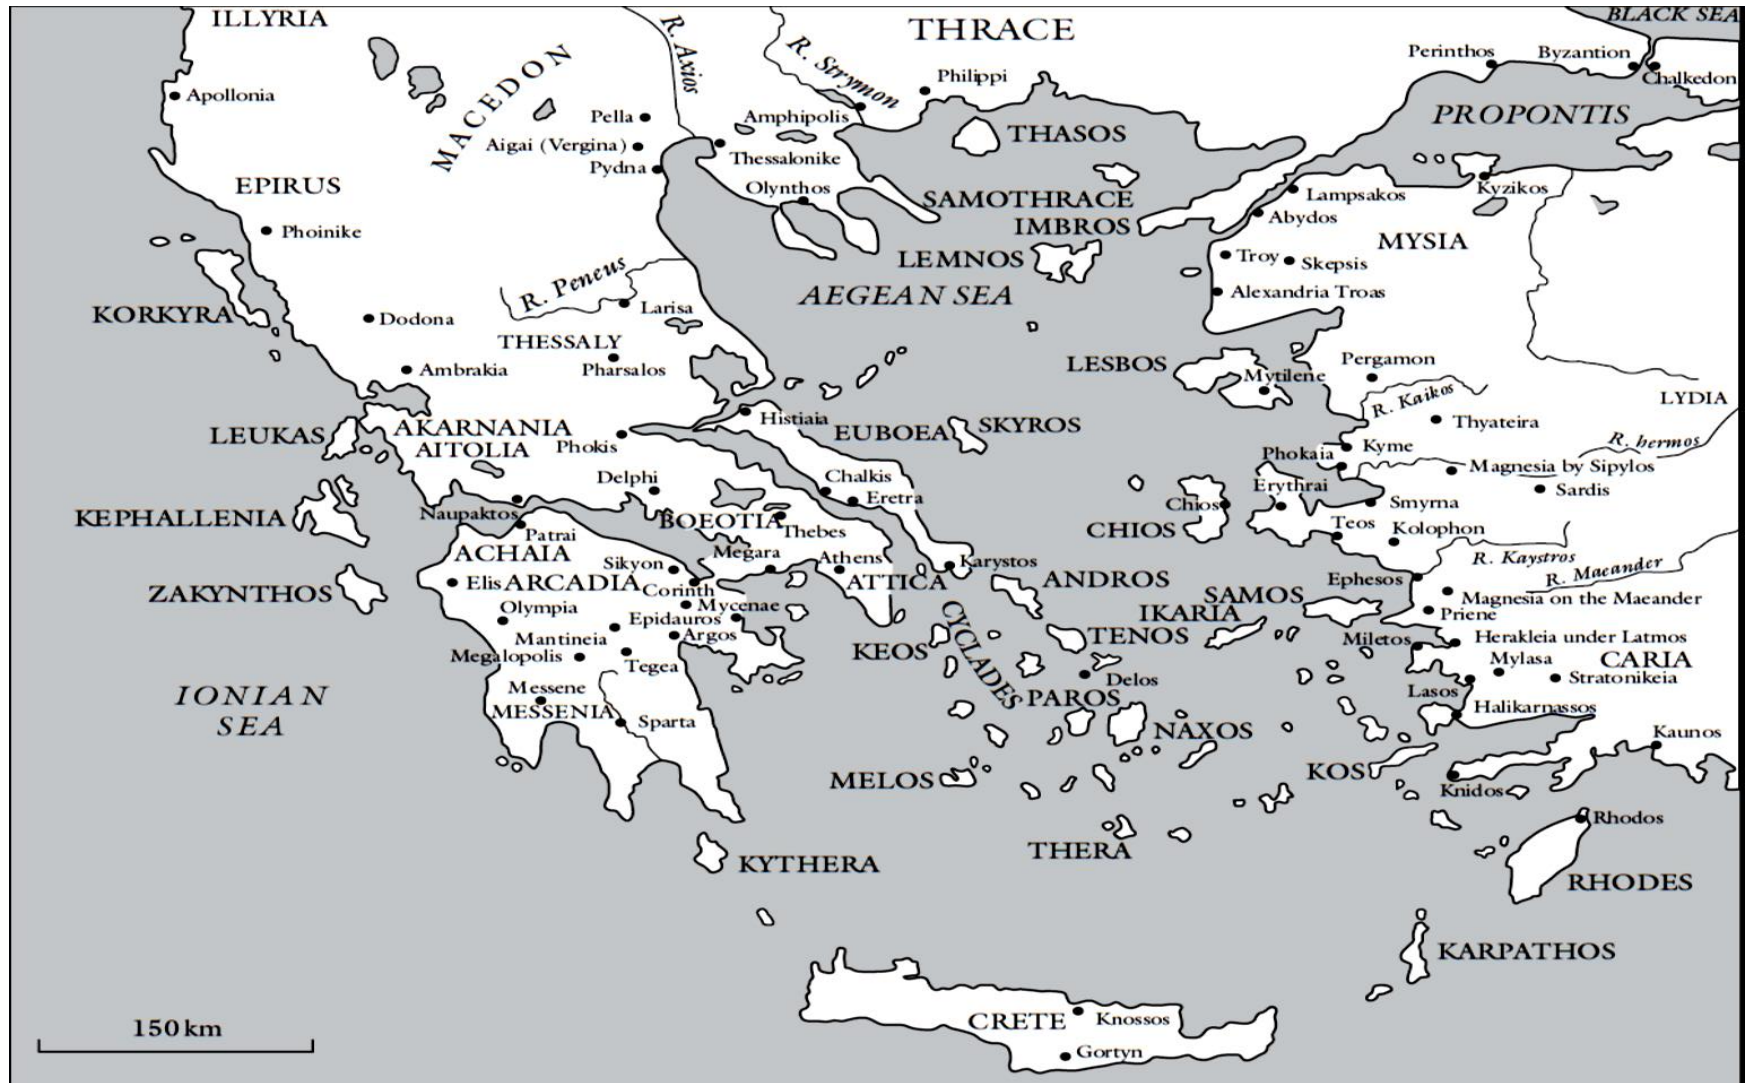 ILLYRIA
THRACE
BLACK SEA
R. Axios
R. Strymon
MACEDON
Perinthos
Byzantion
Chalkedon
Philippi
Apollonia
Pella
Amphipolis
PROPONTIS
THASOS
Aigai (Vergina)
Thessalonike
Pydna
EPIRUS
Olynthos
SAMOTHRACE
Lampsakos
Kyzikos
IMBROS
Abydos
Phoinike
MYSIA
LEMNOS
Troy
Skepsis
R. Peneus
AEGEAN SEA
Alexandria Troas
KORKYRA
Dodona
Larisa
THESSALY
Pharsalos
Ambrakia
LESBOS
Pergamon
Mytilene
R. Kaikos
LYDIA
Histiaia
SKYROS
Thyateira
LEUKAS
AKARNANIA
EUBOEA
AITOLIA
Phokis
Kyme
R. hermos
Phokaia
Magnesia by Sipylos
Delphi
Chalkis
Erythrai
Sardis
Eretra
Chios
Smyrna
KEPHALLENIA
Naupaktos
BOEOTIA
Thebes
CHIOS
Teos
Kolophon
Patrai
ACHAIA
Megara
Athens
Karystos
R. Kaystros
Sikyon
R. Maeander
Elis
ARCADIA
Corinth
ATTICA
ANDROS
Ephesos
ZAKYNTHOS
SAMOS
Magnesia on the Maeander
Olympia
Mycenae
IKARIA
Priene
Epidauros
CYCLADES
Mantineia
Argos
TENOS
Miletos
Herakleia under Latmos
Megalopolis
KEOS
Mylasa
CARIA
Tegea
Delos
Stratonikeia
Messene
PAROS
Lasos
IONIAN
SEA
MESSENIA
Halikarnassos
Sparta
NAXOS
Kaunos
MELOS
KOS
Knidos
Rhodos
THERA
KYTHERA
RHODES
KARPATHOS
150 km
CRETE
Knossos
Gortyn